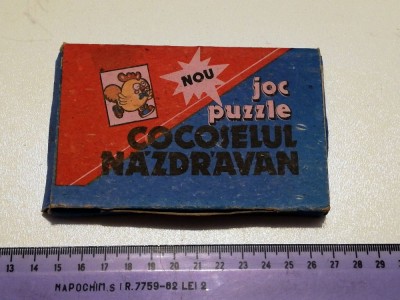 NOU
joc
puzzle
COCOȘELUL
NĂZDRĂVAN
13 14 15 16 17 18 19 20 21 22 23 24 25 26 27 28 29
NAPOCHIM.S R.7759-82 LEI 2